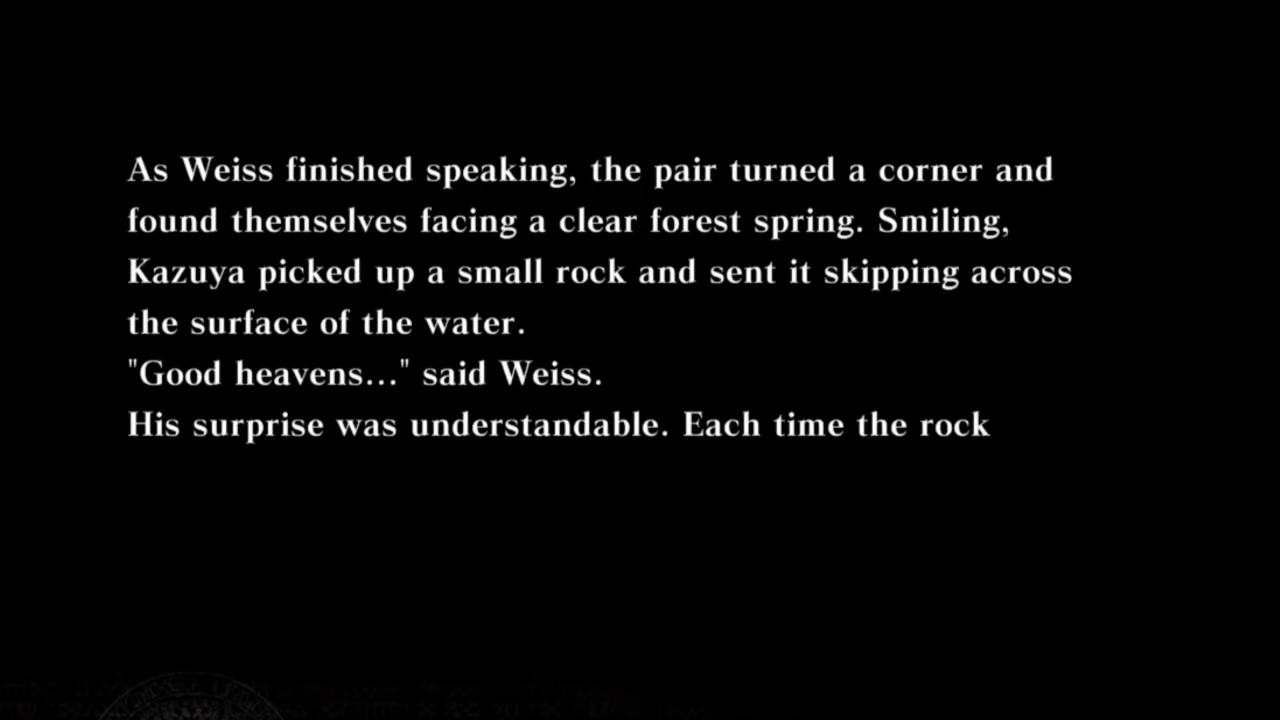 As Weiss finished speaking, the pair turned a corner and
found themselves facing a clear forest spring. Smiling,
Kazuya picked up a small rock and sent it skipping across
the surface of the water.
"Good heavens..." said Weiss.
His surprise was understandable. Each time the rock